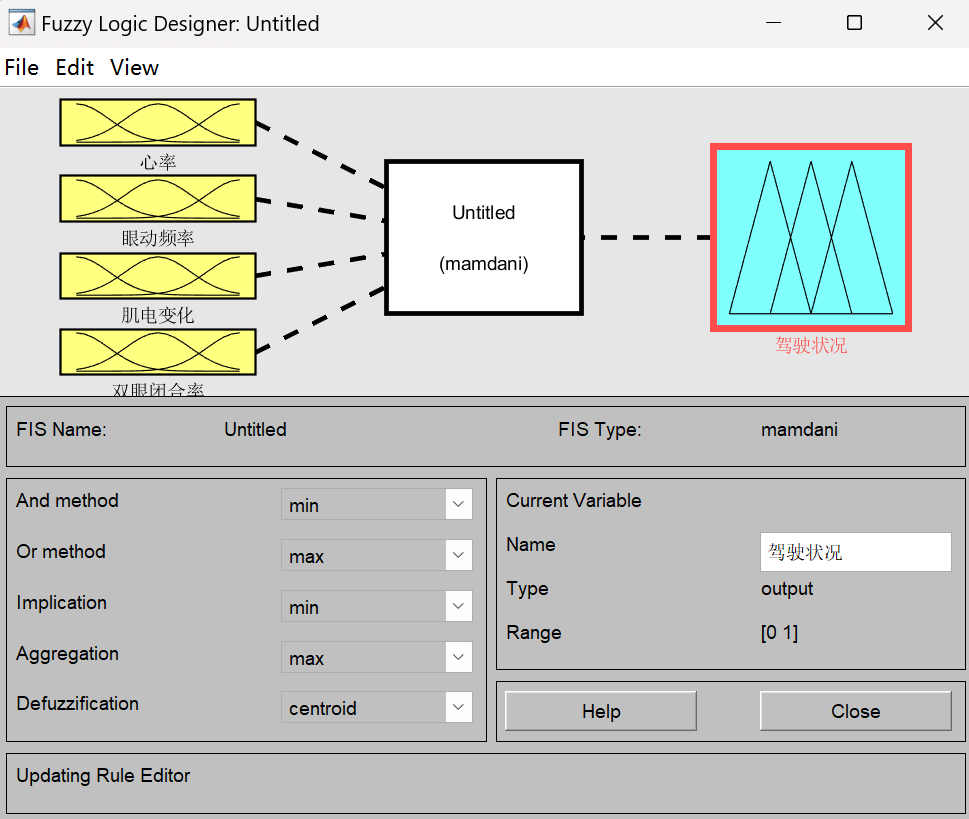 Fuzzy Logic Designer: Untitled
File Edit View
心率
眼动频率
肌电变化
双眼闭合率
Untitled
(mamdani)
驾驶状况
FIS Name: Untitled FIS Type: mamdani
And method min
Or method max
Implication min
Aggregation max
Defuzzification centroid
Current Variable
Name 驾驶状况
Type output
Range [0 1]
Help Close
Updating Rule Editor